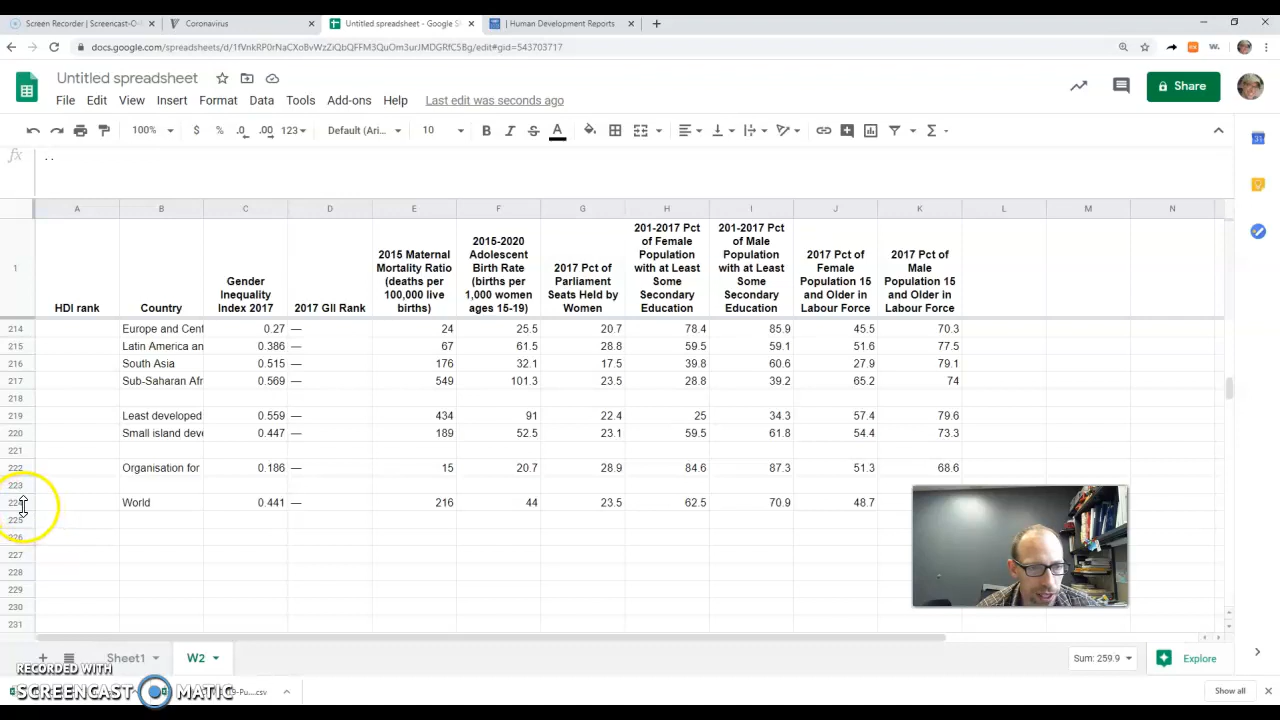 Screen Recorder | Screencast-O
Coronavirus
Untitled spreadsheet - Google S
| Human Development Reports
docs.google.com/spreadsheets/d/1fVnkRP0rNaCXoBvWzZiQbQFFM3QuOm3urJMDGRfC5Bg/edit#gid=543703717
Untitled spreadsheet
File Edit View Insert Format Data Tools Add-ons Help Last edit was seconds ago
Share
100% $ % .0 .00 123 Default (Ari... 10 B I S A
fx ..
A B C D E F G H I J K L M N
1 HDI rank Country Gender Inequality Index 2017 2017 GII Rank 2015 Maternal Mortality Ratio (deaths per 100,000 live births) 2015-2020 Adolescent Birth Rate (births per 1,000 women ages 15-19) 2017 Pct of Parliament Seats Held by Women 201-2017 Pct of Female Population with at Least Some Secondary Education 201-2017 Pct of Male Population with at Least Some Secondary Education 2017 Pct of Female Population 15 and Older in Labour Force 2017 Pct of Male Population 15 and Older in Labour Force
214 Europe and Cent 0.27 — 24 25.5 20.7 78.4 85.9 45.5 70.3
215 Latin America an 0.386 — 67 61.5 28.8 59.5 59.1 51.6 77.5
216 South Asia 0.515 — 176 32.1 17.5 39.8 60.6 27.9 79.1
217 Sub-Saharan Afr 0.569 — 549 101.3 23.5 28.8 39.2 65.2 74
218
219 Least developed 0.559 — 434 91 22.4 25 34.3 57.4 79.6
220 Small island deve 0.447 — 189 52.5 23.1 59.5 61.8 54.4 73.3
221
222 Organisation for 0.186 — 15 20.7 28.9 84.6 87.3 51.3 68.6
223
224 World 0.441 — 216 44 23.5 62.5 70.9 48.7
225
226
227
228
229
230
231
Sheet1 W2 Sum: 259.9 Explore
RECORDED WITH
SCREENCAST MATIC
9-Pu....csv
Show all